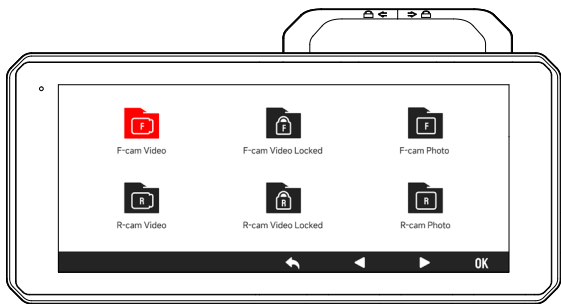 F
F
F
F-cam Video
F-cam Video Locked
F-cam Photo
R
R
R
R-cam Video
R-cam Video Locked
R-cam Photo
OK